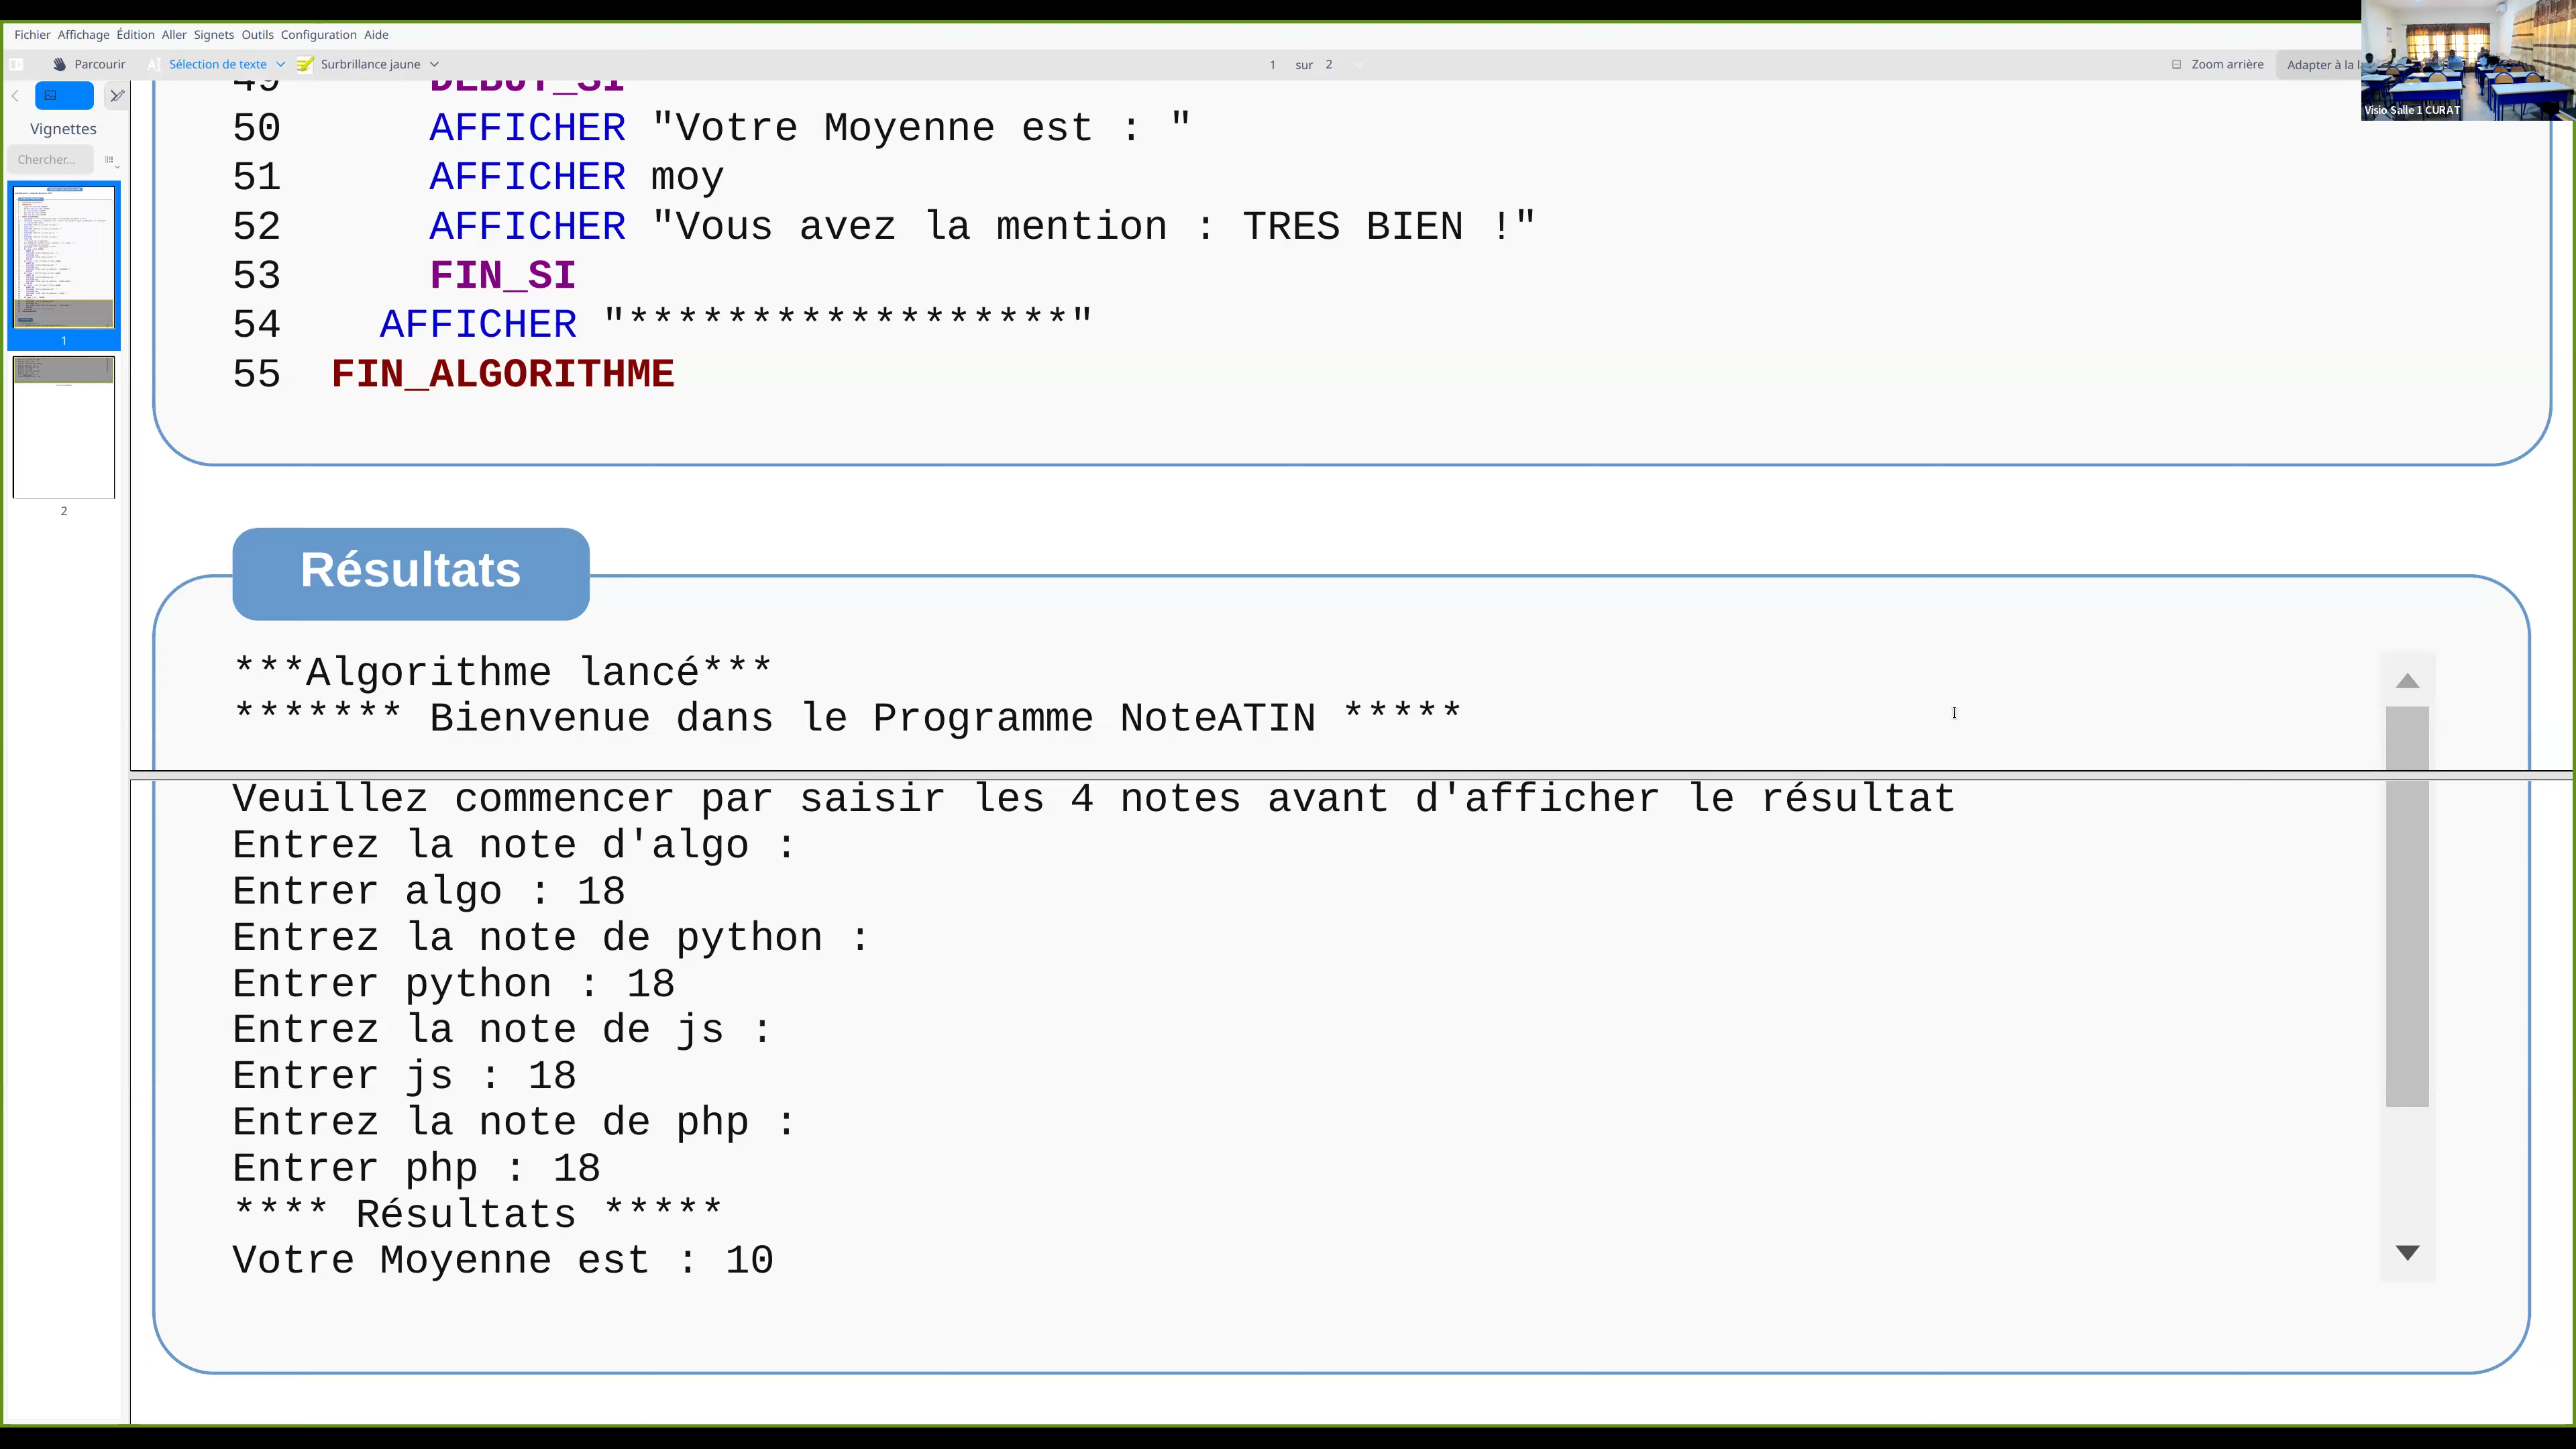 Fichier Affichage Édition Aller Signets Outils Configuration Aide
Parcourir Sélection de texte Surbrillance jaune 1 sur 2 Zoom arrière Adapter à la
Visio Salle 1 CURAT
Vignettes
Chercher...
1
2
49 DEBUT_SI
50 AFFICHER "Votre Moyenne est : "
51 AFFICHER moy
52 AFFICHER "Vous avez la mention : TRES BIEN !"
53 FIN_SI
54 AFFICHER "******************"
55 FIN_ALGORITHME
Résultats
***Algorithme lancé***
******* Bienvenue dans le Programme NoteATIN *****
Veuillez commencer par saisir les 4 notes avant d'afficher le résultat
Entrez la note d'algo :
Entrer algo : 18
Entrez la note de python :
Entrer python : 18
Entrez la note de js :
Entrer js : 18
Entrez la note de php :
Entrer php : 18
**** Résultats *****
Votre Moyenne est : 10